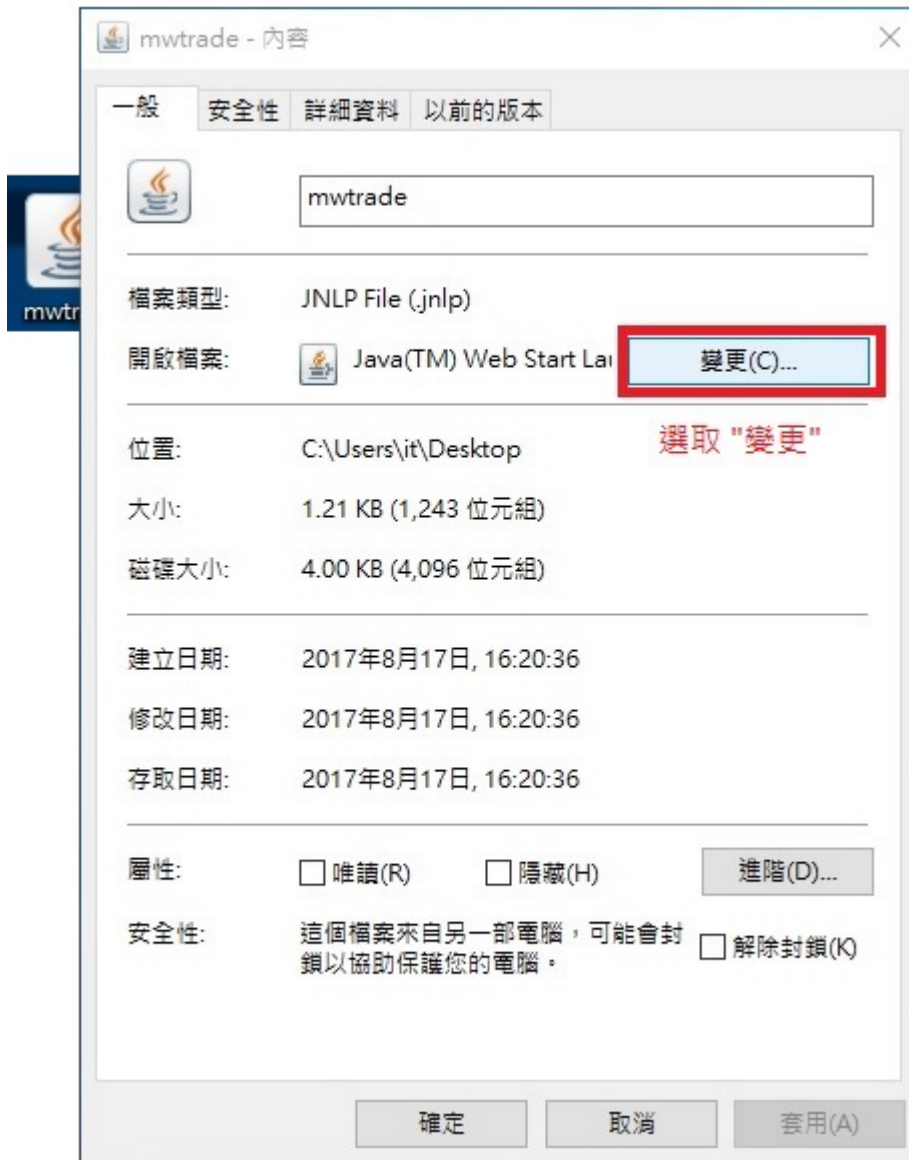 mwtrade - 內容
一般 安全性 詳細資料 以前的版本
mwtrade
mwtr
檔案類型: JNLP File (.jnlp)
開啟檔案: Java(TM) Web Start Lau 變更(C)...
選取 "變更"
位置: C:\Users\it\Desktop
大小: 1.21 KB (1,243 位元組)
磁碟大小: 4.00 KB (4,096 位元組)
建立日期: 2017年8月17日, 16:20:36
修改日期: 2017年8月17日, 16:20:36
存取日期: 2017年8月17日, 16:20:36
屬性: 唯讀(R) 隱藏(H) 進階(D)...
安全性: 這個檔案來自另一部電腦，可能會封
鎖以協助保護您的電腦。 解除封鎖(K)
確定 取消 套用(A)